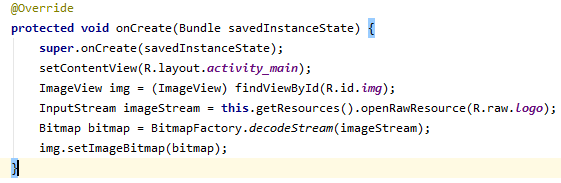 @Override
protected void onCreate(Bundle savedInstanceState) {
super.onCreate(savedInstanceState);
setContentView(R.layout.activity_main);
ImageView img = (ImageView) findViewById(R.id.img);
InputStream imageStream = this.getResources().openRawResource(R.raw.logo);
Bitmap bitmap = BitmapFactory.decodeStream(imageStream);
img.setImageBitmap(bitmap);
}